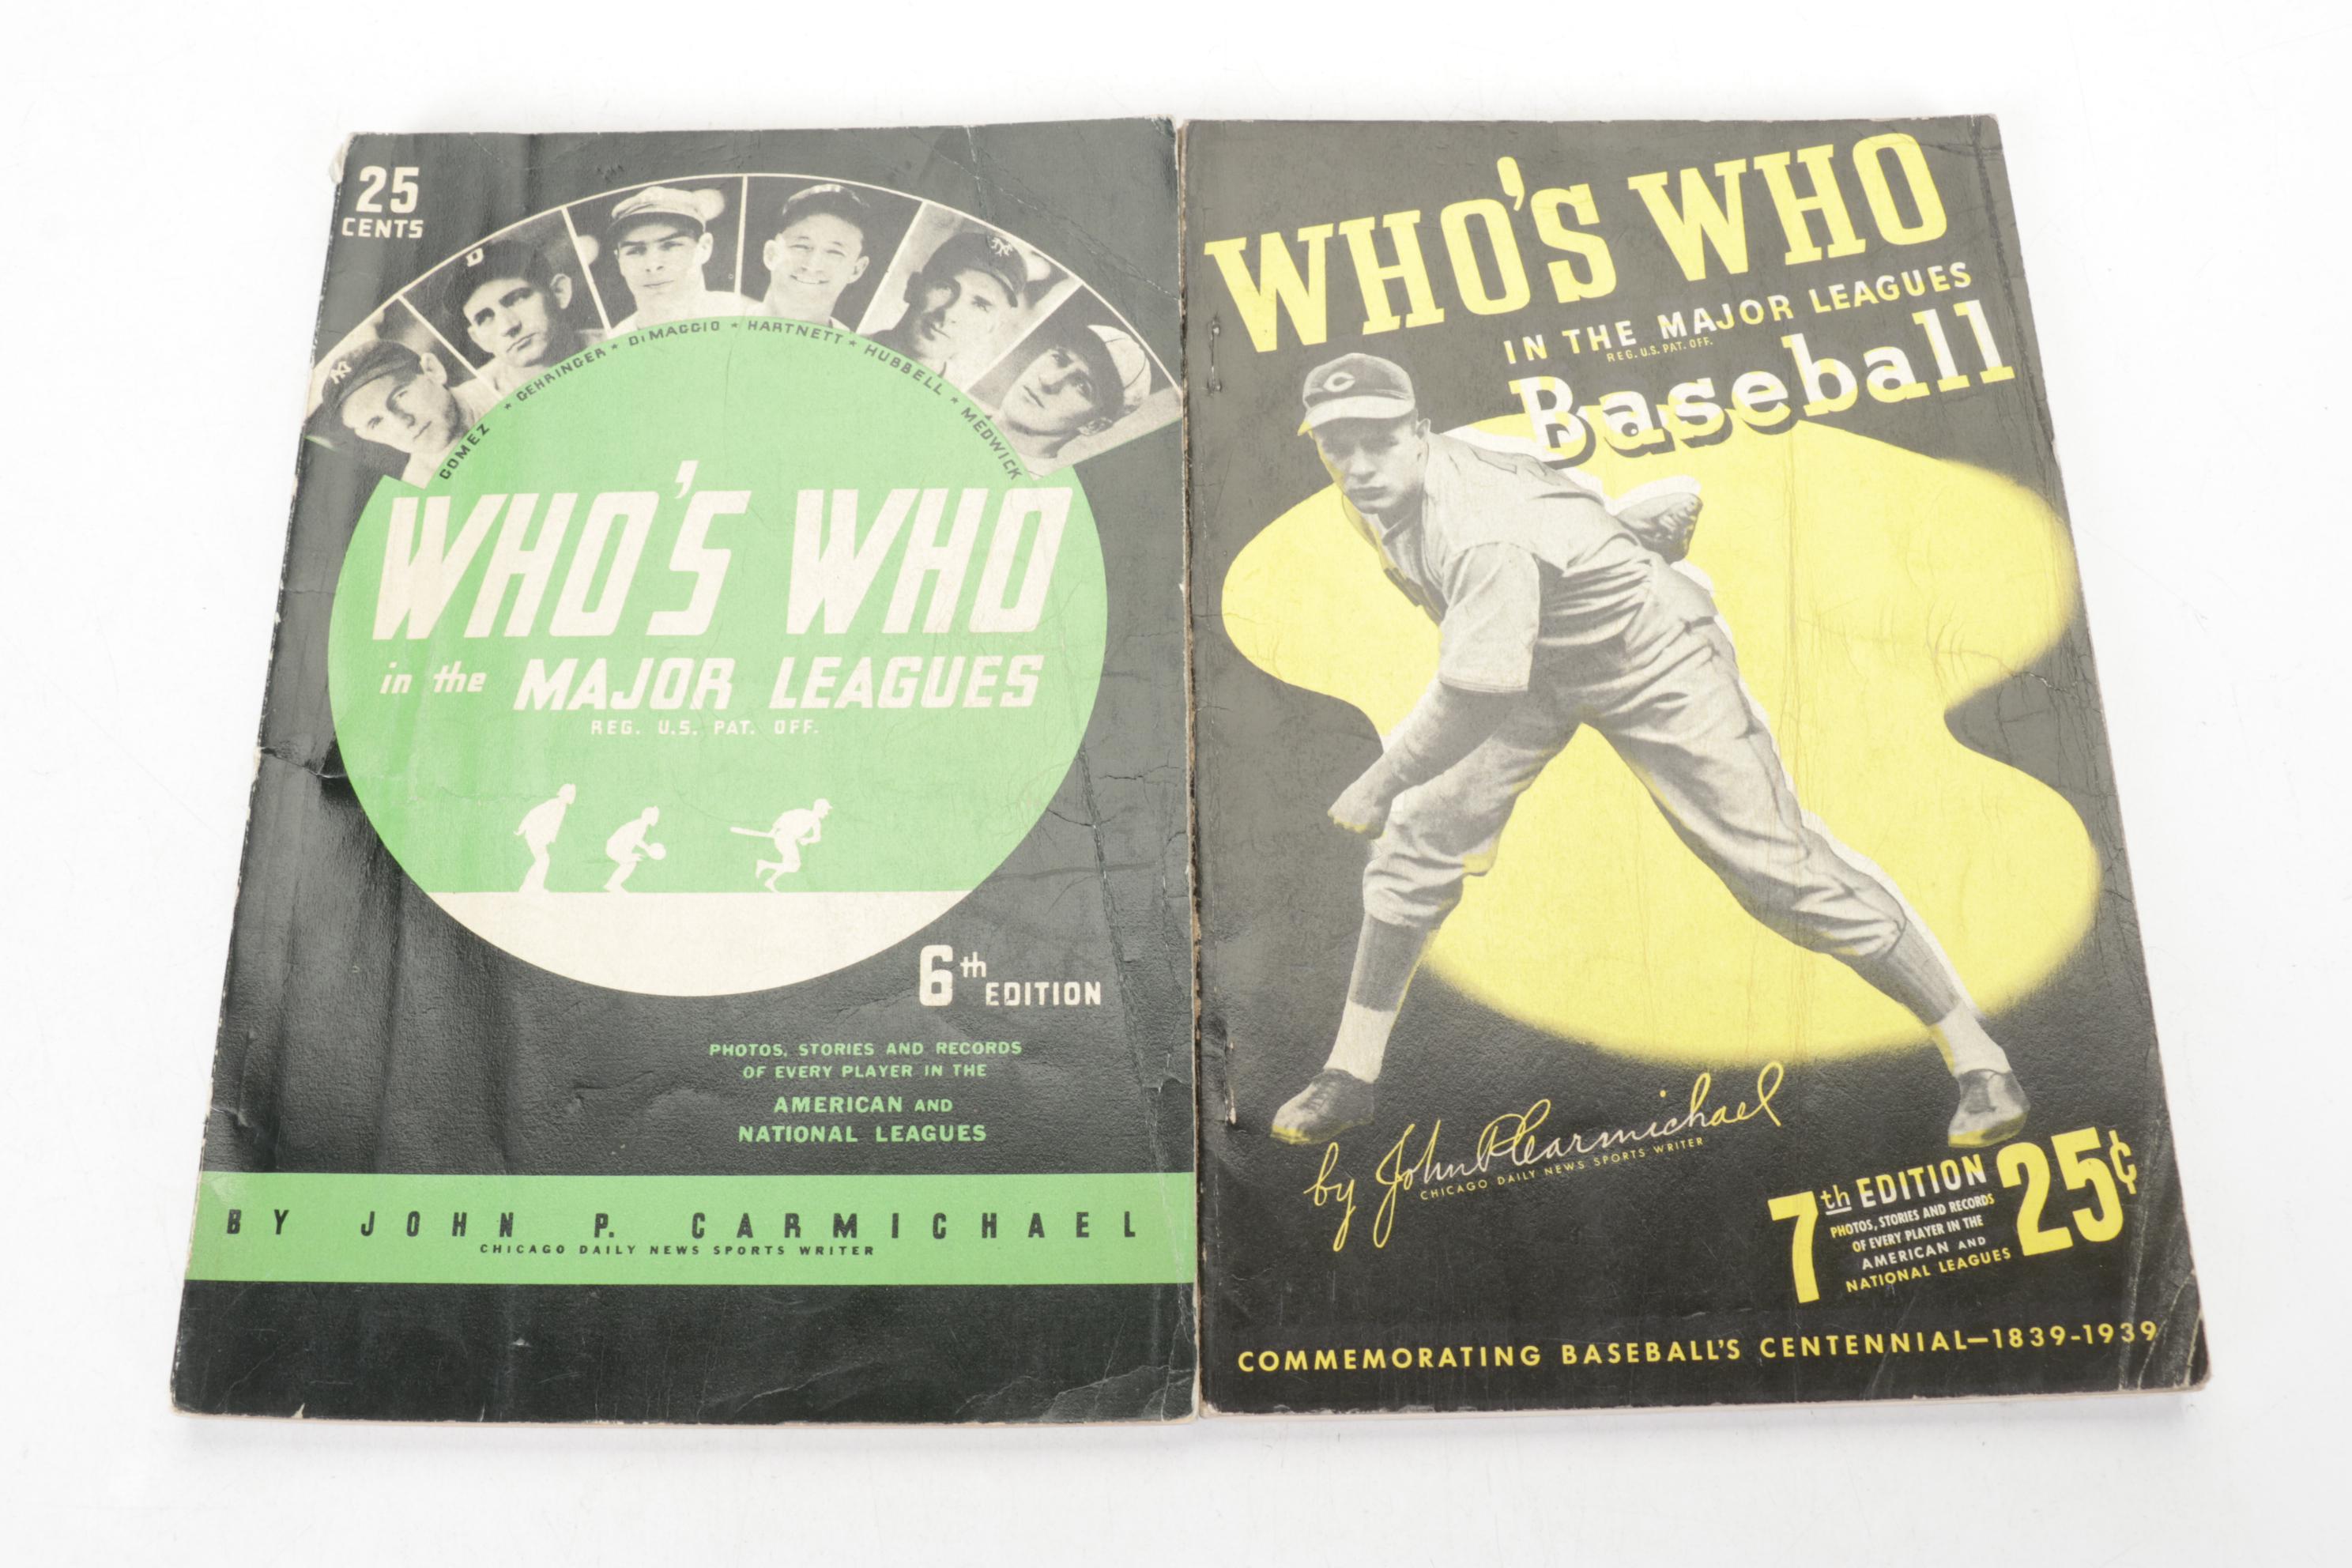 25
CENTS
GOMEZ * GEHRINGER * DiMAGGIO * HARTNETT * HUBBELL * MEDWICK
WHO'S WHO
in the MAJOR LEAGUES
REG. U.S. PAT. OFF.
6th EDITION
PHOTOS, STORIES AND RECORDS
OF EVERY PLAYER IN THE
AMERICAN AND
NATIONAL LEAGUES
BY JOHN P. CARMICHAEL
CHICAGO DAILY NEWS SPORTS WRITER
WHO'S WHO
IN THE MAJOR LEAGUES
REG. U.S. PAT. OFF.
Baseball
C
by John P Carmichael
CHICAGO DAILY NEWS SPORTS WRITER
7th EDITION
PHOTOS, STORIES AND RECORDS
OF EVERY PLAYER IN THE
AMERICAN AND
NATIONAL LEAGUES
25¢
COMMEMORATING BASEBALL'S CENTENNIAL—1839-1939